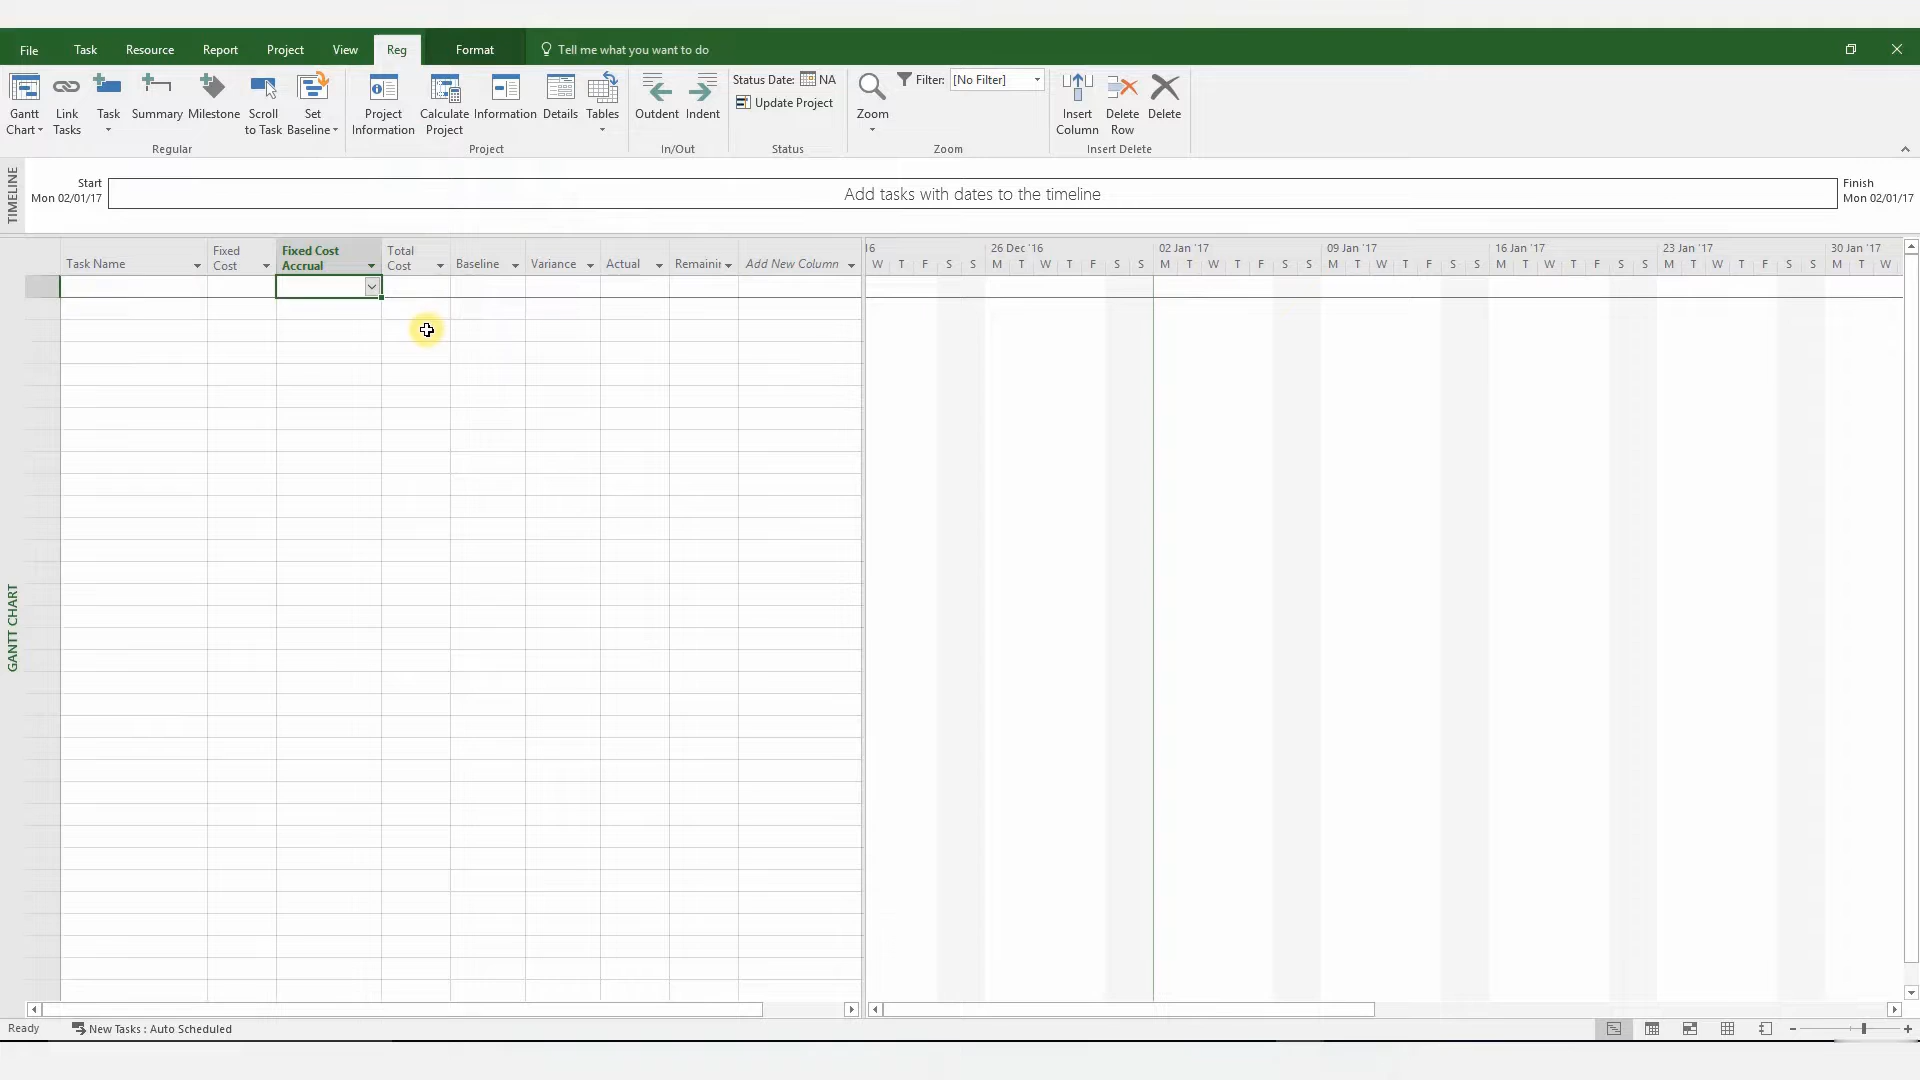 File
Task
Resource
Report
Project
View
Reg
Format
Tell me what you want to do
Gantt
Chart
Link
Tasks
Task
Summary
Milestone
Scroll
to Task
Set
Baseline
Regular
Project
Information
Calculate
Project
Information
Details
Tables
Project
Outdent
Indent
In/Out
Status Date: NA
Update Project
Status
Zoom
Filter: [No Filter]
Zoom
Insert
Column
Delete
Row
Delete
Insert Delete
TIMELINE
Start
Mon 02/01/17
Add tasks with dates to the timeline
Finish
Mon 02/01/17
Task Name
Fixed
Cost
Fixed Cost
Accrual
Total
Cost
Baseline
Variance
Actual
Remainir
Add New Column
16
26 Dec '16
02 Jan '17
09 Jan '17
16 Jan '17
23 Jan '17
30 Jan '17
W T F S S M T W T F S S M T W T F S S M T W T F S S M T W T F S S M T W T F S S M T W
GANTT CHART
Ready
New Tasks : Auto Scheduled